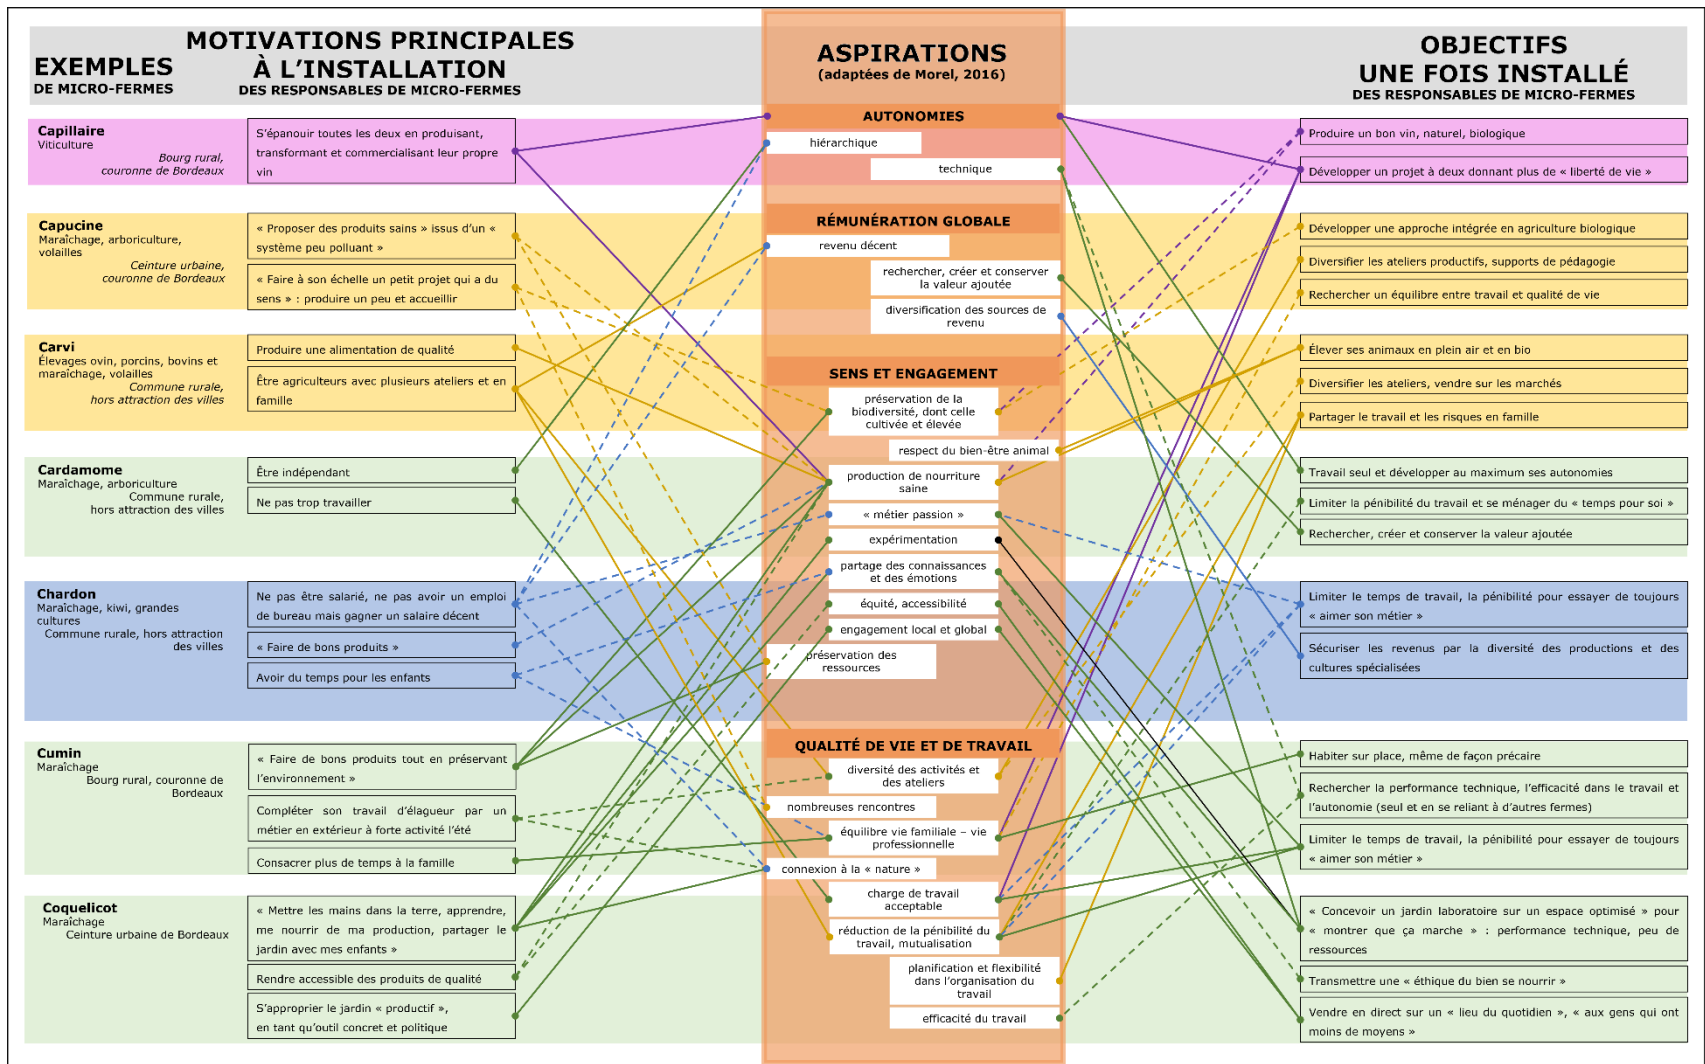 EXEMPLES
DE MICRO-FERMES
MOTIVATIONS PRINCIPALES
À L’INSTALLATION
DES RESPONSABLES DE MICRO-FERMES
ASPIRATIONS
(adaptées de Morel, 2016)
OBJECTIFS
UNE FOIS INSTALLÉ
DES RESPONSABLES DE MICRO-FERMES
Capillaire
Viticulture
Bourg rural,
couronne de Bordeaux
S’épanouir toutes les deux en produisant,
transformant et commercialisant leur propre
vin
Capucine
Maraîchage, arboriculture,
volailles
Ceinture urbaine,
couronne de Bordeaux
« Proposer des produits sains » issus d’un «
système peu polluant »
« Faire à son échelle un petit projet qui a du
sens » : produire un peu et accueillir
Carvi
Élevages ovin, porcins, bovins et
maraîchage, volailles
Commune rurale,
hors attraction des villes
Produire une alimentation de qualité
Être agriculteurs avec plusieurs ateliers et en
famille
Cardamome
Maraîchage, arboriculture
Commune rurale,
hors attraction des villes
Être indépendant
Ne pas trop travailler
Chardon
Maraîchage, kiwi, grandes
cultures
Commune rurale, hors attraction
des villes
Ne pas être salarié, ne pas avoir un emploi
de bureau mais gagner un salaire décent
« Faire de bons produits »
Avoir du temps pour les enfants
Cumin
Maraîchage
Bourg rural, couronne de
Bordeaux
« Faire de bons produits tout en préservant
l’environnement »
Compléter son travail d’élagueur par un
métier en extérieur à forte activité l’été
Consacrer plus de temps à la famille
Coquelicot
Maraîchage
Ceinture urbaine de Bordeaux
« Mettre les mains dans la terre, apprendre,
me nourrir de ma production, partager le
jardin avec mes enfants »
Rendre accessible des produits de qualité
S’approprier le jardin « productif »,
en tant qu’outil concret et politique
AUTONOMIES
hiérarchique
technique
RÉMUNÉRATION GLOBALE
revenu décent
rechercher, créer et conserver
la valeur ajoutée
diversification des sources de
revenu
SENS ET ENGAGEMENT
préservation de la
biodiversité, dont celle
cultivée et élevée
respect du bien-être animal
production de nourriture
saine
« métier passion »
expérimentation
partage des connaissances
et des émotions
équité, accessibilité
engagement local et global
préservation des
ressources
QUALITÉ DE VIE ET DE TRAVAIL
diversité des activités et
des ateliers
nombreuses rencontres
équilibre vie familiale – vie
professionnelle
connexion à la « nature »
charge de travail
acceptable
réduction de la pénibilité du
travail, mutualisation
planification et flexibilité
dans l’organisation du
travail
efficacité du travail
Produire un bon vin, naturel, biologique
Développer un projet à deux donnant plus de « liberté de vie »
Développer une approche intégrée en agriculture biologique
Diversifier les ateliers productifs, supports de pédagogie
Rechercher un équilibre entre travail et qualité de vie
Élever ses animaux en plein air et en bio
Diversifier les ateliers, vendre sur les marchés
Partager le travail et les risques en famille
Travail seul et développer au maximum ses autonomies
Limiter la pénibilité du travail et se ménager du « temps pour soi »
Rechercher, créer et conserver la valeur ajoutée
Limiter le temps de travail, la pénibilité pour essayer de toujours
« aimer son métier »
Sécuriser les revenus par la diversité des productions et des
cultures spécialisées
Habiter sur place, même de façon précaire
Rechercher la performance technique, l’efficacité dans le travail et
l’autonomie (seul et en se reliant à d’autres fermes)
Limiter le temps de travail, la pénibilité pour essayer de toujours
« aimer son métier »
« Concevoir un jardin laboratoire sur un espace optimisé » pour
« montrer que ça marche » : performance technique, peu de
ressources
Transmettre une « éthique du bien se nourrir »
Vendre en direct sur un « lieu du quotidien », « aux gens qui ont
moins de moyens »